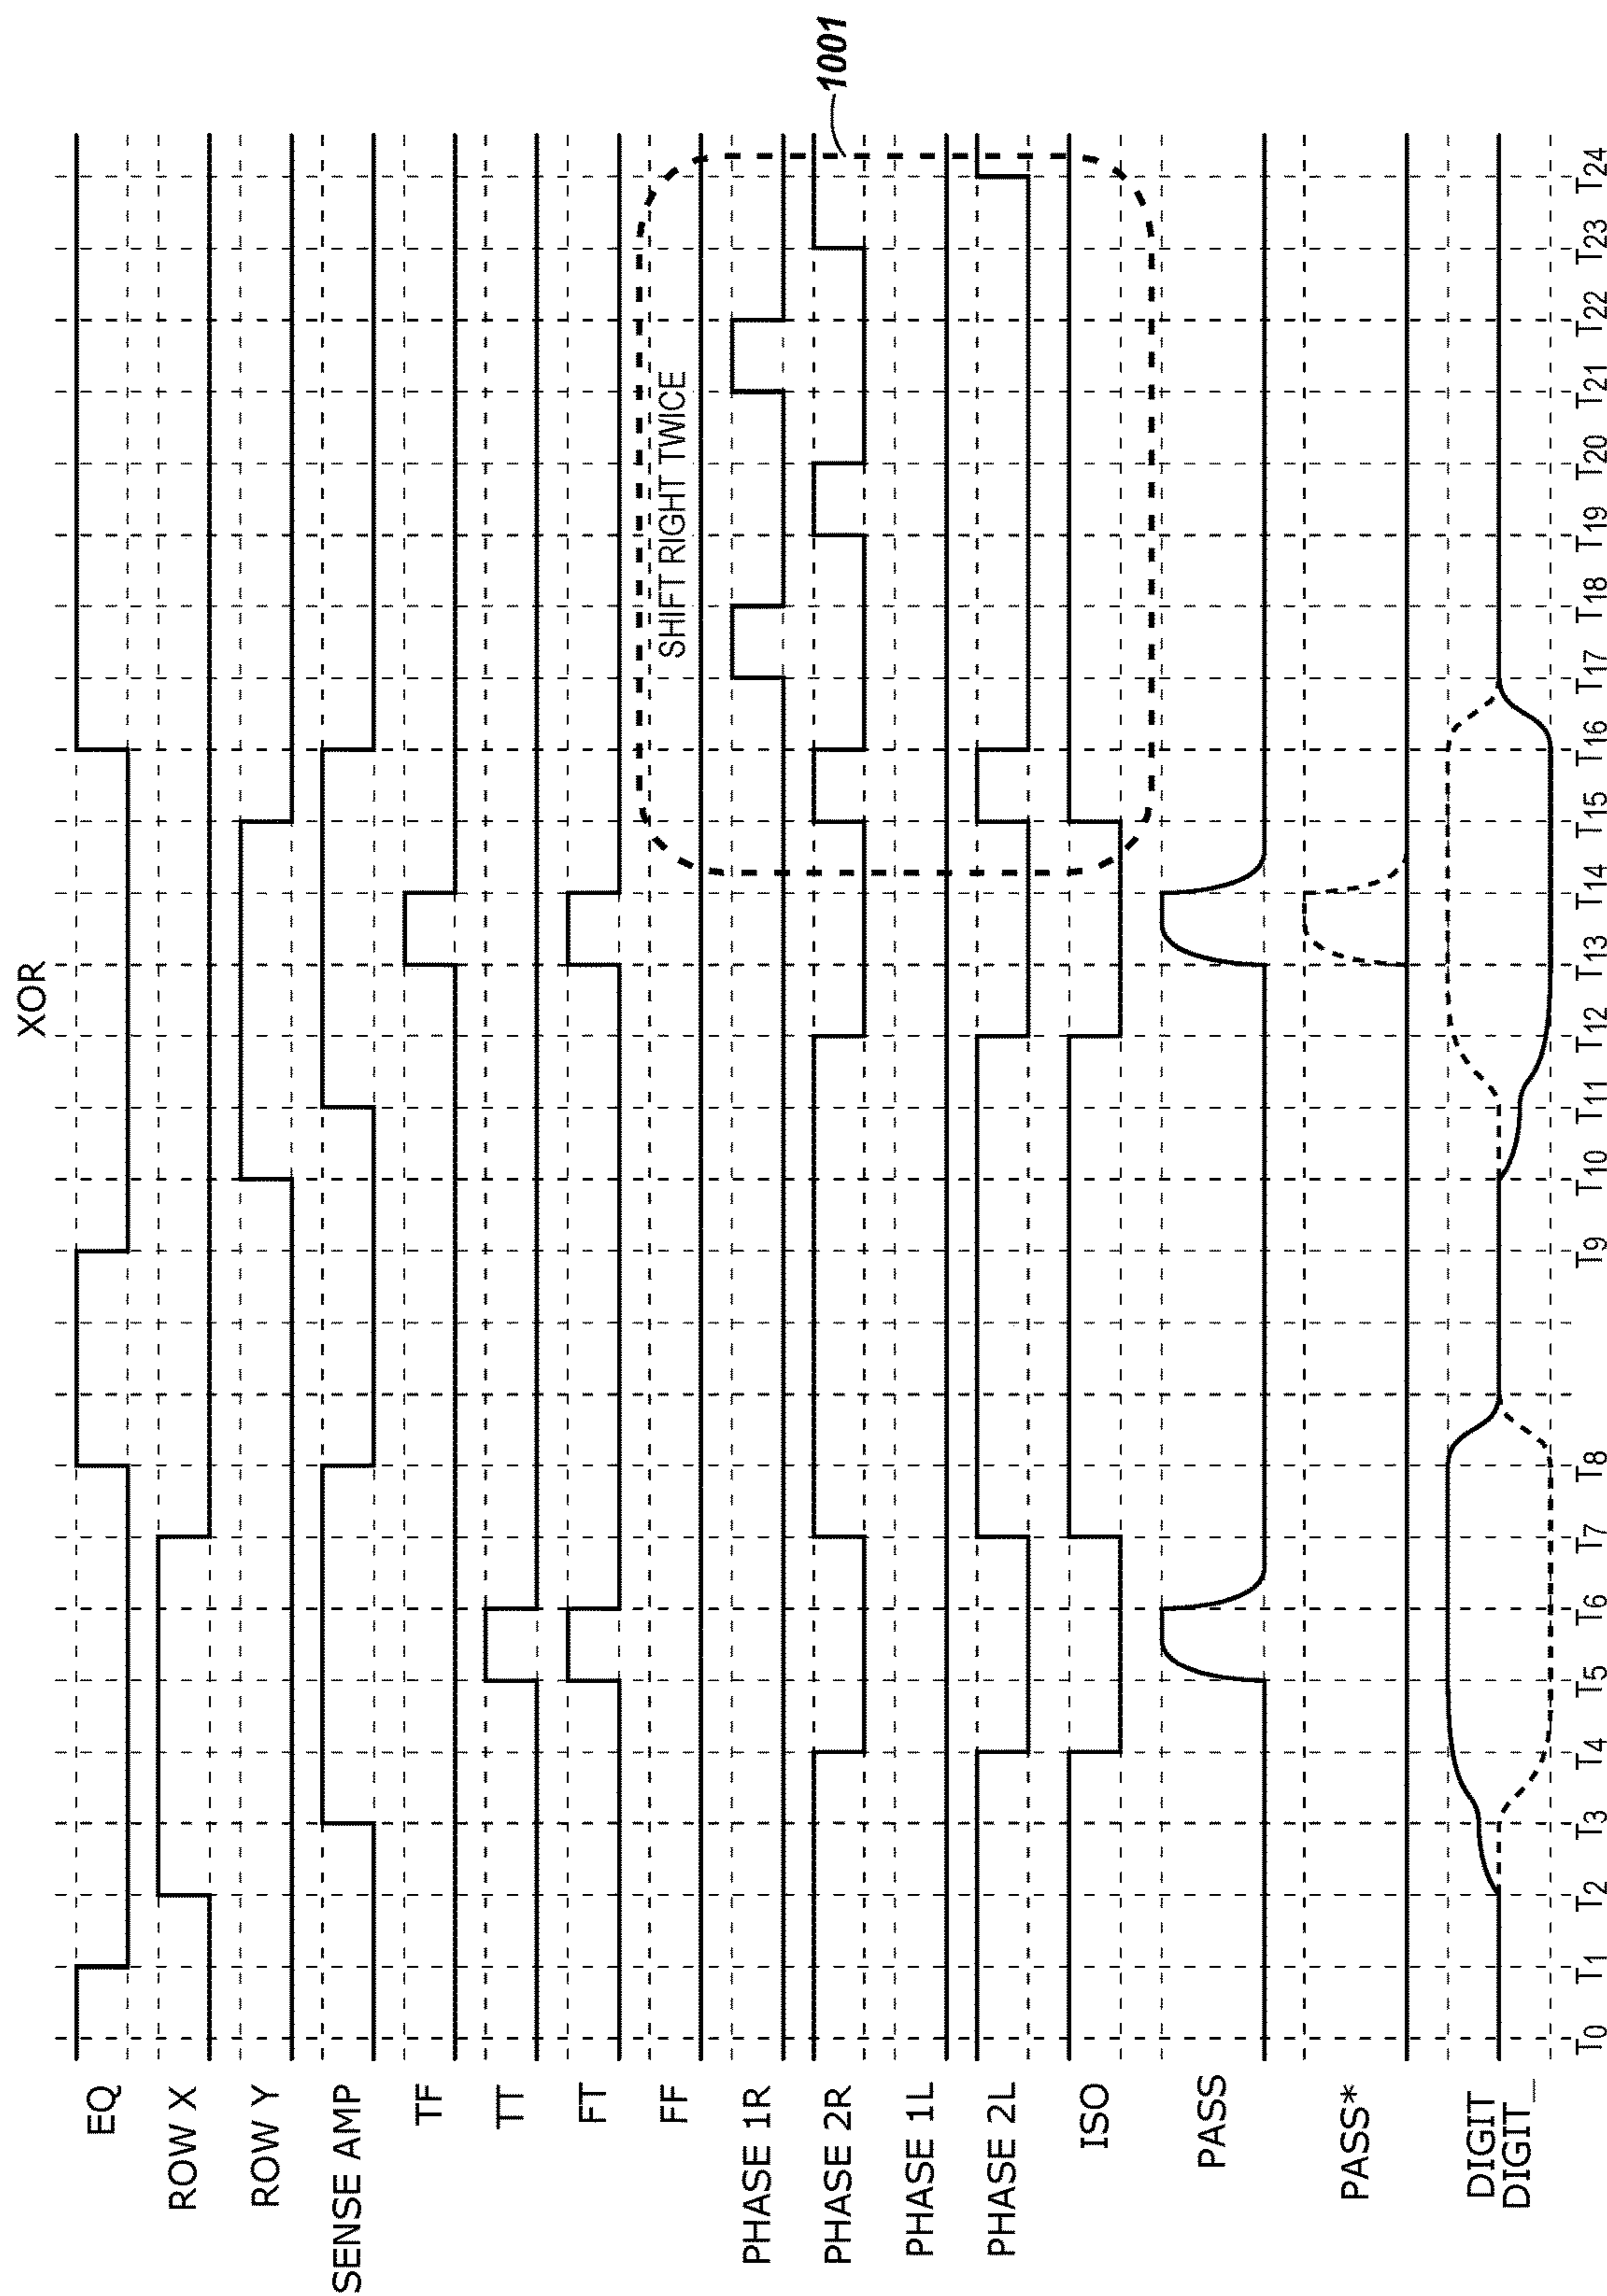 XOR
EQ
ROW X
ROW Y
SENSE AMP
TF
TT
FT
FF
SHIFT RIGHT TWICE
PHASE 1R
1001
PHASE 2R
PHASE 1L
PHASE 2L
ISO
PASS
PASS*
DIGIT
DIGIT_
T0 T1 T2 T3 T4 T5 T6 T7 T8 T9 T10 T11 T12 T13 T14 T15 T16 T17 T18 T19 T20 T21 T22 T23 T24